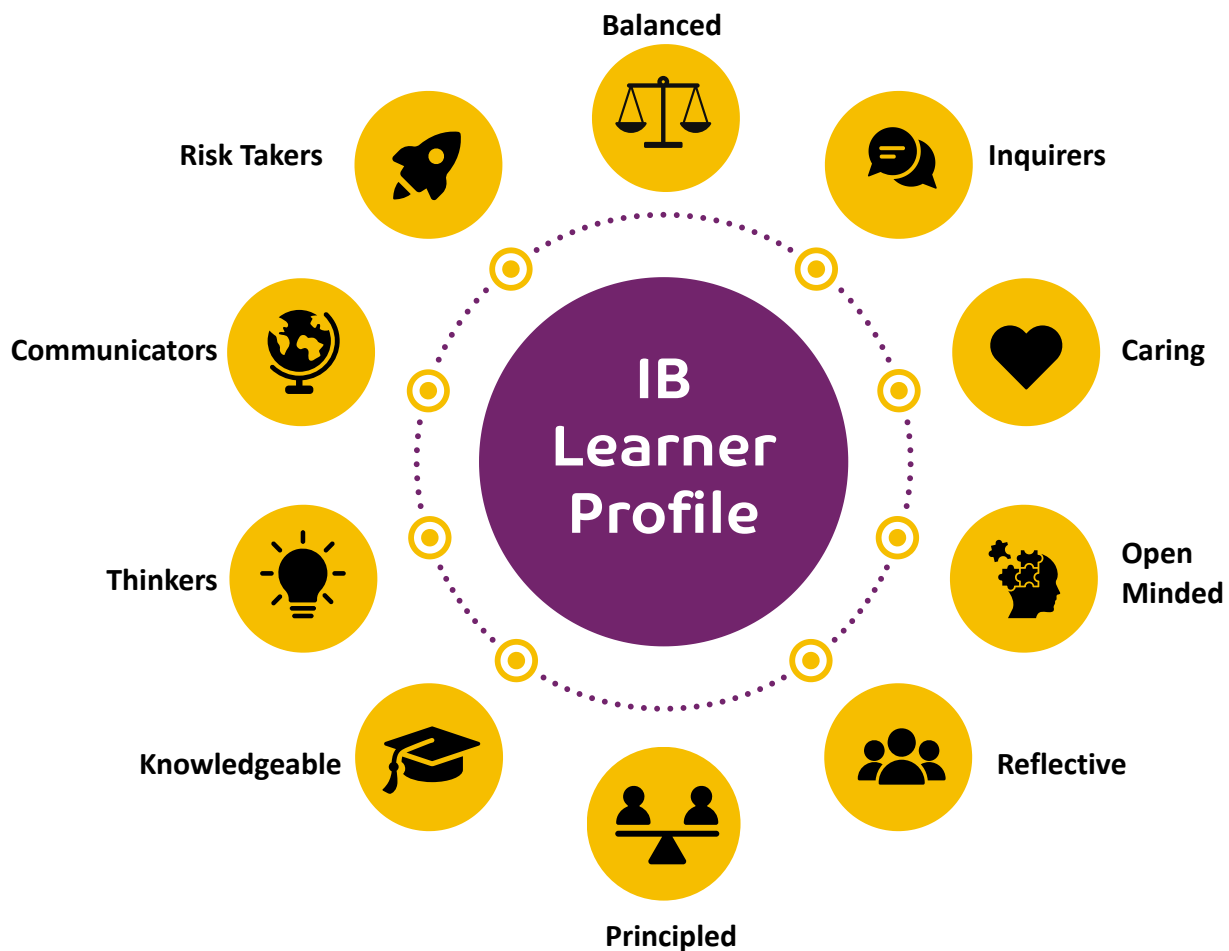 Balanced
Risk Takers
Inquirers
Communicators
Caring
IB
Learner
Profile
Thinkers
Open
Minded
Knowledgeable
Reflective
Principled